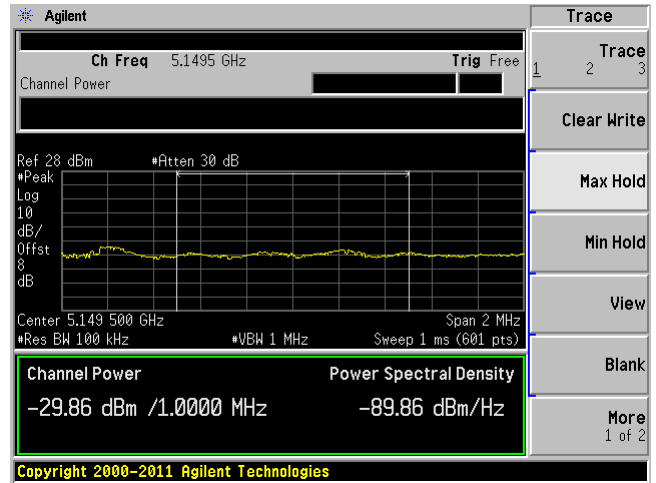 Agilent
Trace
Ch Freq 5.1495 GHz Trig Free
Channel Power
Trace
1 2 3
Clear Write
Max Hold
Min Hold
View
Blank
More
1 of 2
Ref 28 dBm #Atten 30 dB
#Peak
Log
10
dB/
Offst
8
dB
Center 5.149 500 GHz Span 2 MHz
#Res BW 100 kHz #VBW 1 MHz Sweep 1 ms (601 pts)
Channel Power Power Spectral Density
-29.86 dBm /1.0000 MHz -89.86 dBm/Hz
Copyright 2000-2011 Agilent Technologies